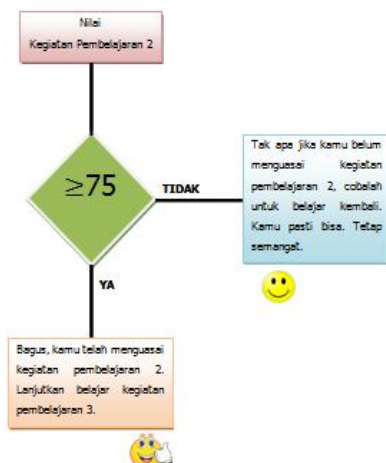 Nilai
Kegiatan Pembelajaran 2
≥75
TIDAK
Tak apa jika kamu belum
menguasai kegiatan
pembelajaran 2, cobalah
untuk belajar kembali.
Kamu pasti bisa. Tetap
semangat.
YA
Bagus, kamu telah menguasai
kegiatan pembelajaran 2.
Lanjutkan belajar kegiatan
pembelajaran 3.